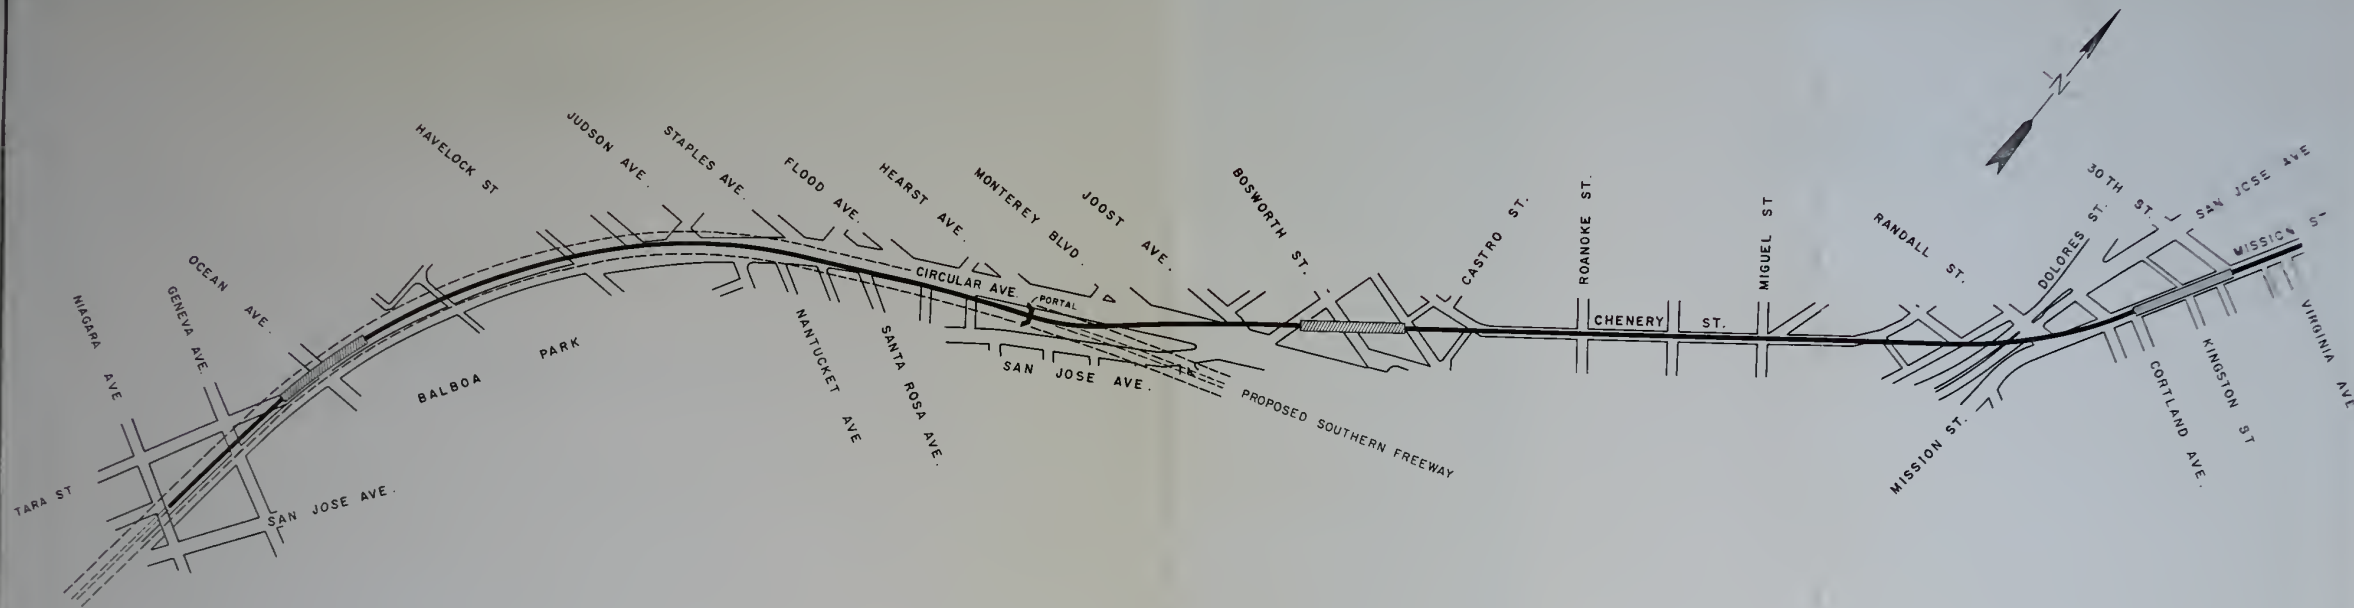 NIAGARA AVE
GENEVA AVE.
OCEAN AVE.
HAVELOCK ST
JUDSON AVE.
STAPLES AVE.
FLOOD AVE.
HEARST AVE.
MONTEREY BLVD.
JOOST AVE.
BOSWORTH ST.
CASTRO ST.
ROANOKE ST.
MIGUEL ST
RANDALL ST.
DOLORES ST.
30TH ST.
SAN JOSE AVE
MISSION ST
N
CIRCULAR AVE.
PORTAL
CHENERY ST.
TARA ST
SAN JOSE AVE.
BALBOA PARK
NANTUCKET AVE
SANTA ROSA AVE.
SAN JOSE AVE.
PROPOSED SOUTHERN FREEWAY
MISSION ST.
CORTLAND AVE.
KINGSTON ST
VIRGINIA AVE